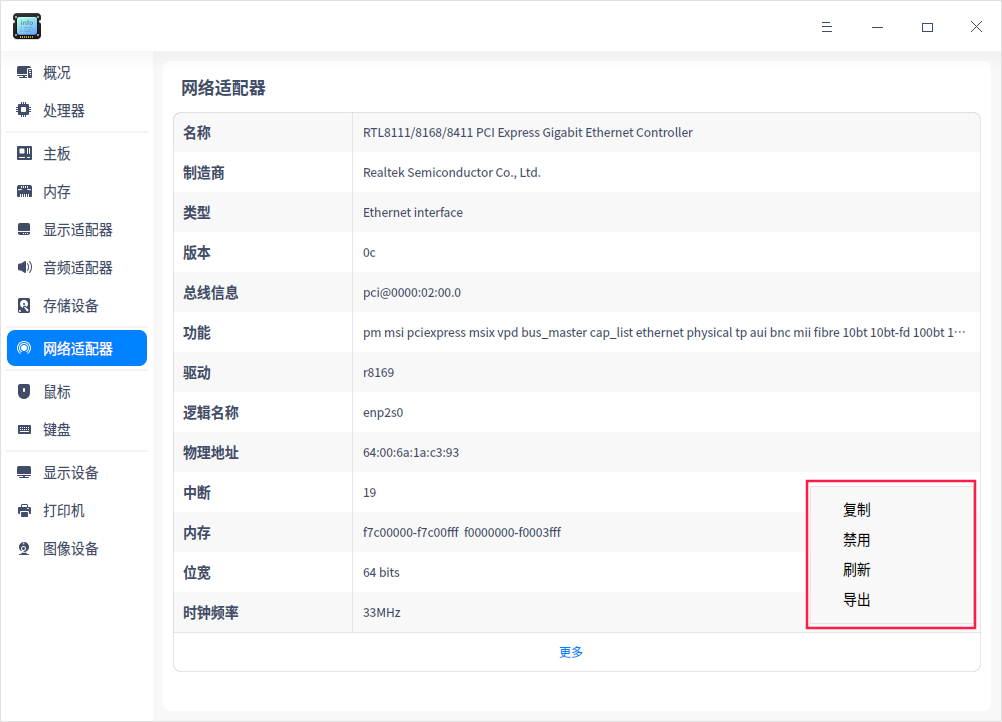 info
概况
处理器
主板
内存
显示适配器
音频适配器
存储设备
网络适配器
鼠标
键盘
显示设备
打印机
图像设备
网络适配器
名称 RTL8111/8168/8411 PCI Express Gigabit Ethernet Controller
制造商 Realtek Semiconductor Co., Ltd.
类型 Ethernet interface
版本 0c
总线信息 pci@0000:02:00.0
功能 pm msi pciexpress msix vpd bus_master cap_list ethernet physical tp aui bnc mii fibre 10bt 10bt-fd 100bt 1···
驱动 r8169
逻辑名称 enp2s0
物理地址 64:00:6a:1a:c3:93
中断 19
内存 f7c00000-f7c00fff f0000000-f0003fff
位宽 64 bits
时钟频率 33MHz
更多
复制
禁用
刷新
导出